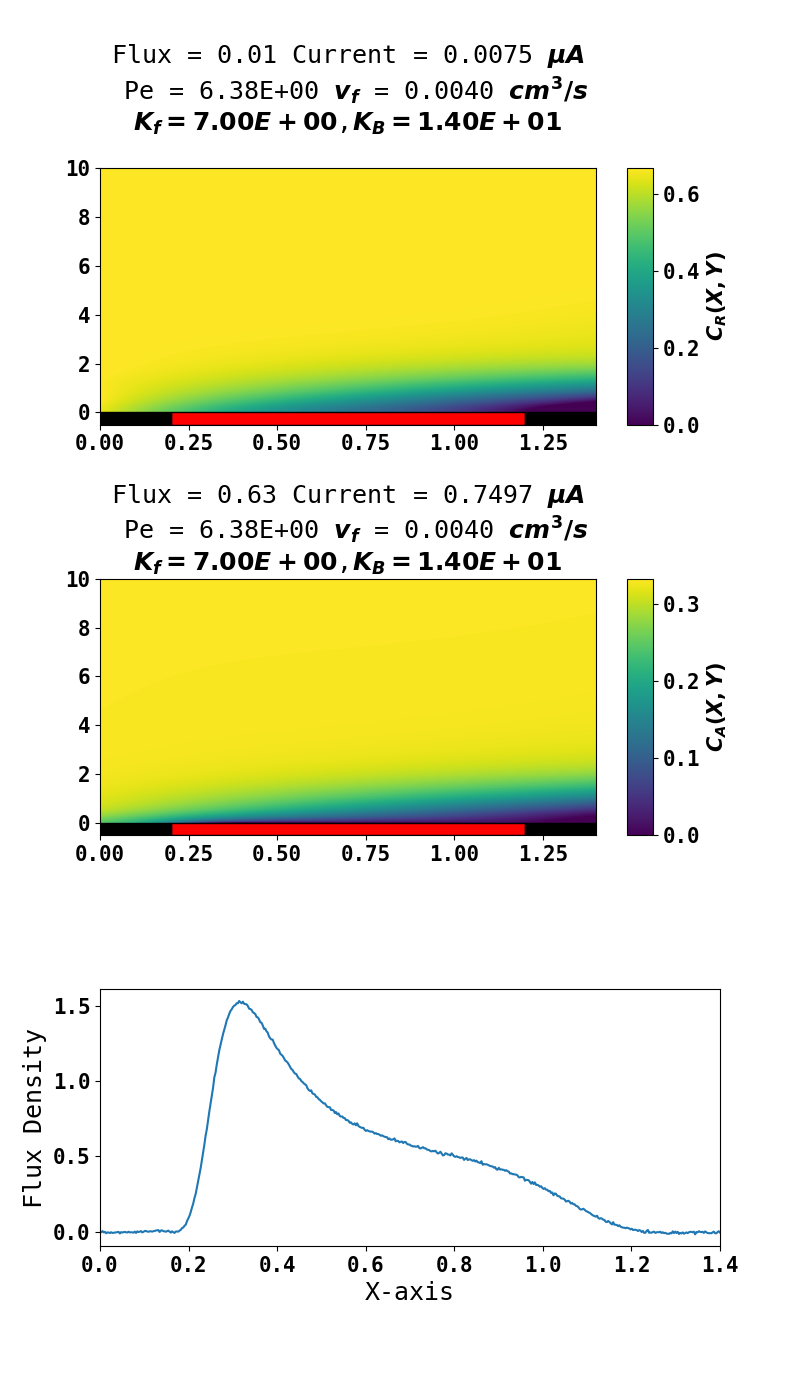 Flux = 0.01 Current = 0.0075 μA
Pe = 6.38E+00 v_f = 0.0040 cm³/s
K_f = 7.00E + 00, K_B = 1.40E + 01
10
8
6
4
2
0
0.00 0.25 0.50 0.75 1.00 1.25
0.6
0.4
0.2
0.0
C_R(X, Y)
Flux = 0.63 Current = 0.7497 μA
Pe = 6.38E+00 v_f = 0.0040 cm³/s
K_f = 7.00E + 00, K_B = 1.40E + 01
10
8
6
4
2
0
0.00 0.25 0.50 0.75 1.00 1.25
0.3
0.2
0.1
0.0
C_A(X, Y)
Flux Density
1.5
1.0
0.5
0.0
0.0 0.2 0.4 0.6 0.8 1.0 1.2 1.4
X-axis